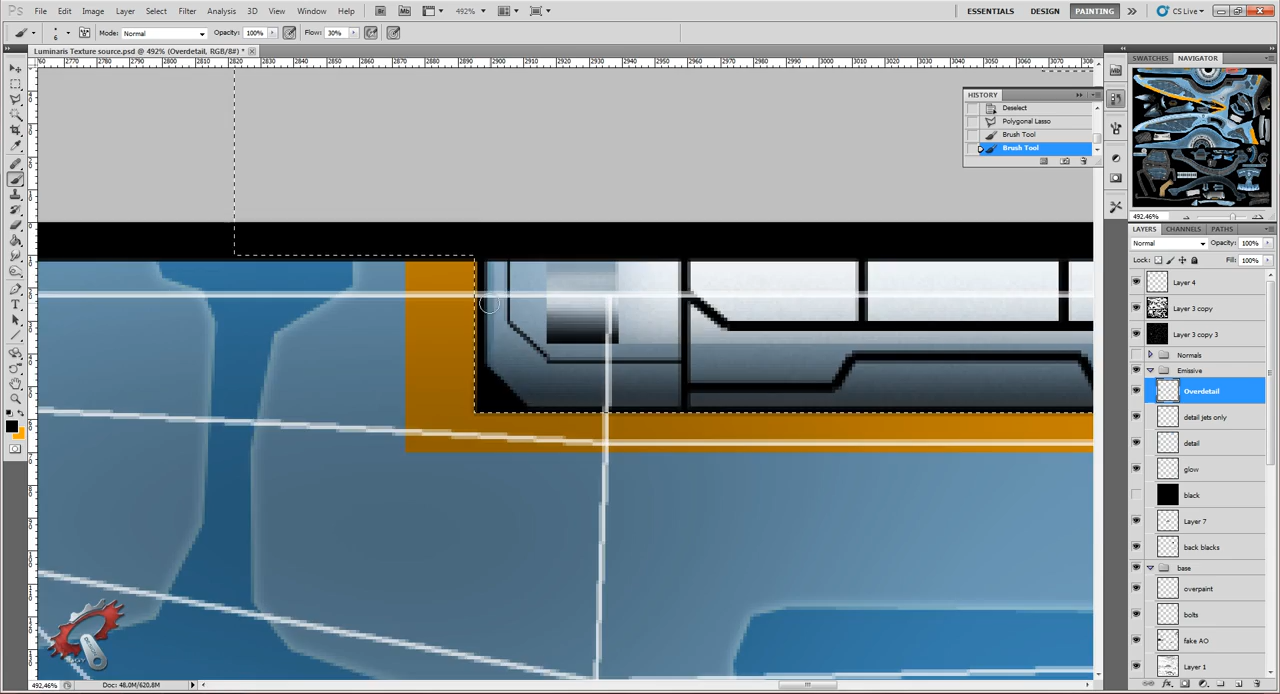 Ps File Edit Image Layer Select Filter Analysis 3D View Window Help Br Mb 492% ESSENTIALS DESIGN PAINTING CS Live
6 Mode: Normal Opacity: 100% Flow: 30%
Luminaris Texture source.psd @ 492% (Overdetail, RGB/8#) *
SWATCHES NAVIGATOR
HISTORY
Deselect
Polygonal Lasso
Brush Tool
Brush Tool
492.46%
LAYERS CHANNELS PATHS
Normal Opacity: 100%
Lock: Fill: 100%
Layer 4
Layer 3 copy
Layer 3 copy 3
Normals
Emissive
Overdetail
detail jets only
detail
glow
black
Layer 7
back blacks
base
overpaint
bolts
fake AO
Layer 1
492.46% Doc: 48.0M/620.8M